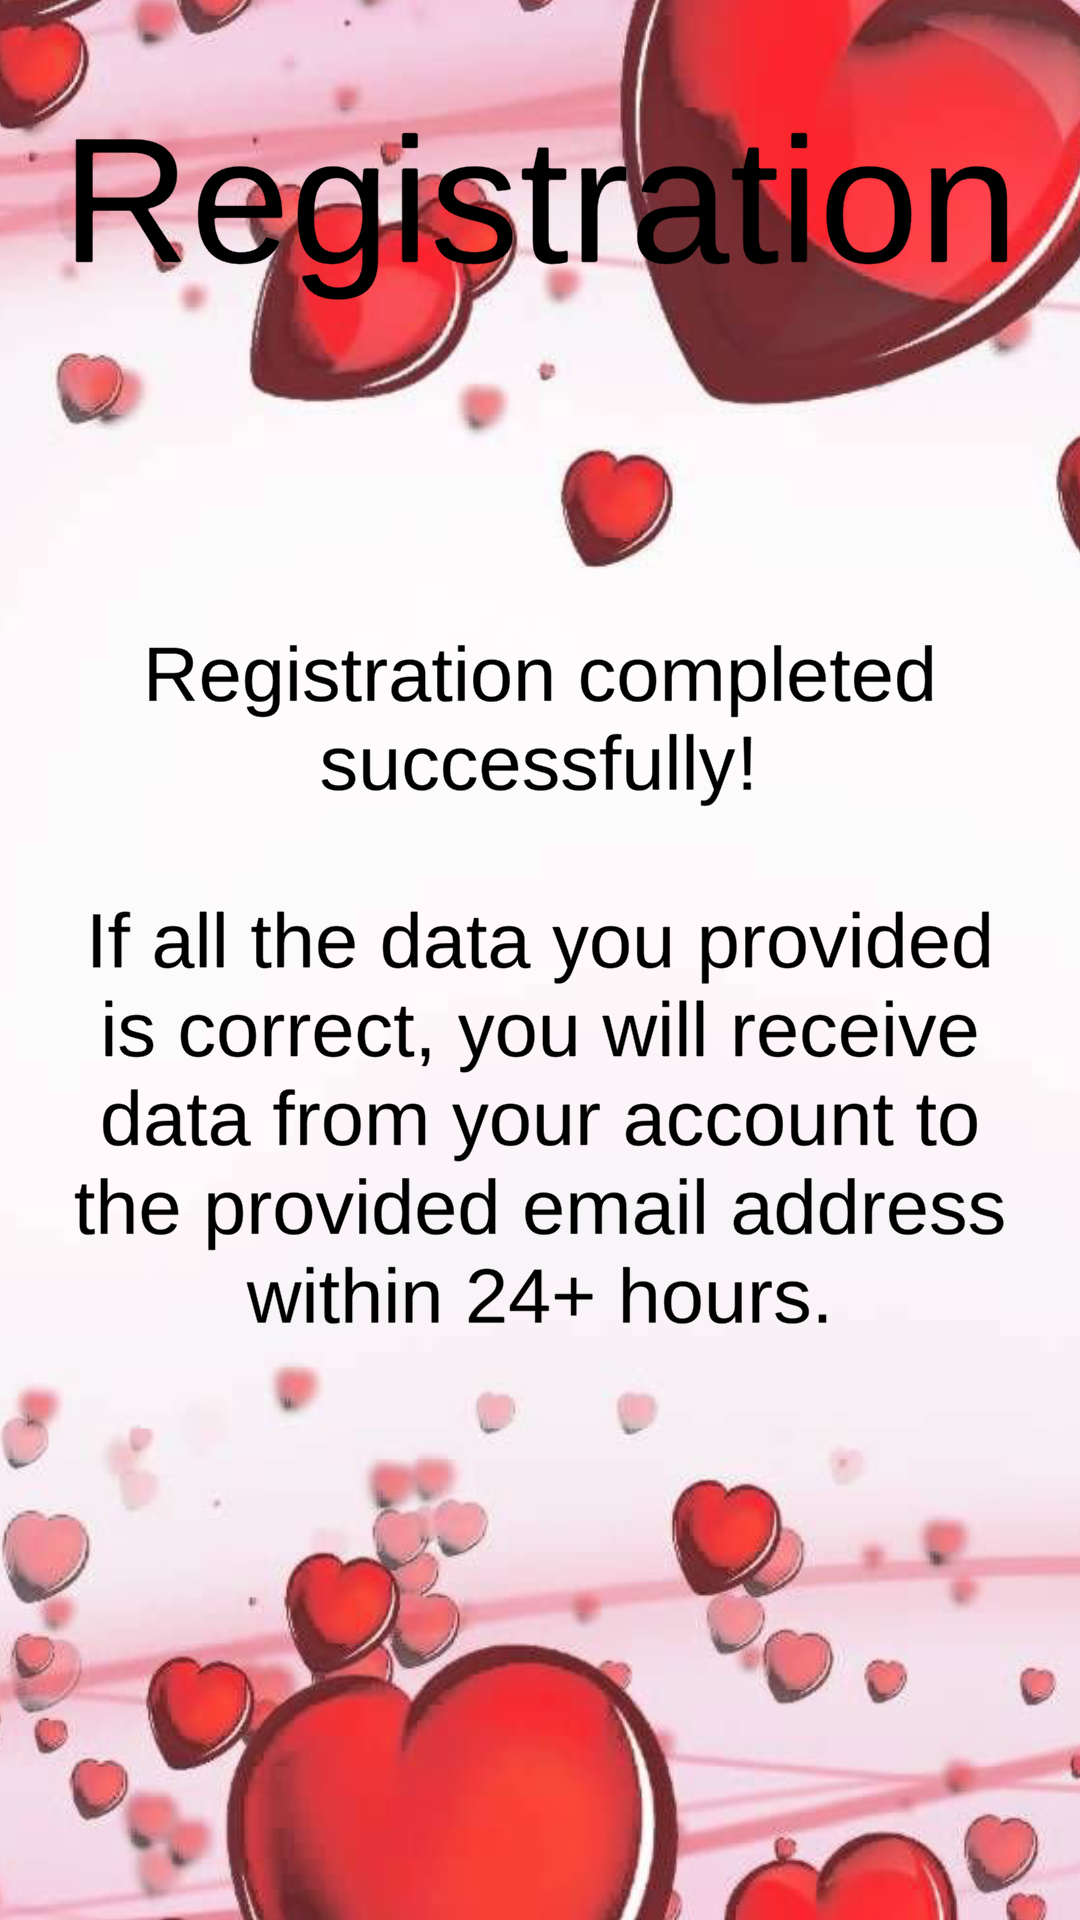 Registration
Registration completed
successfully!
If all the data you provided
is correct, you will receive
data from your account to
the provided email address
within 24+ hours.